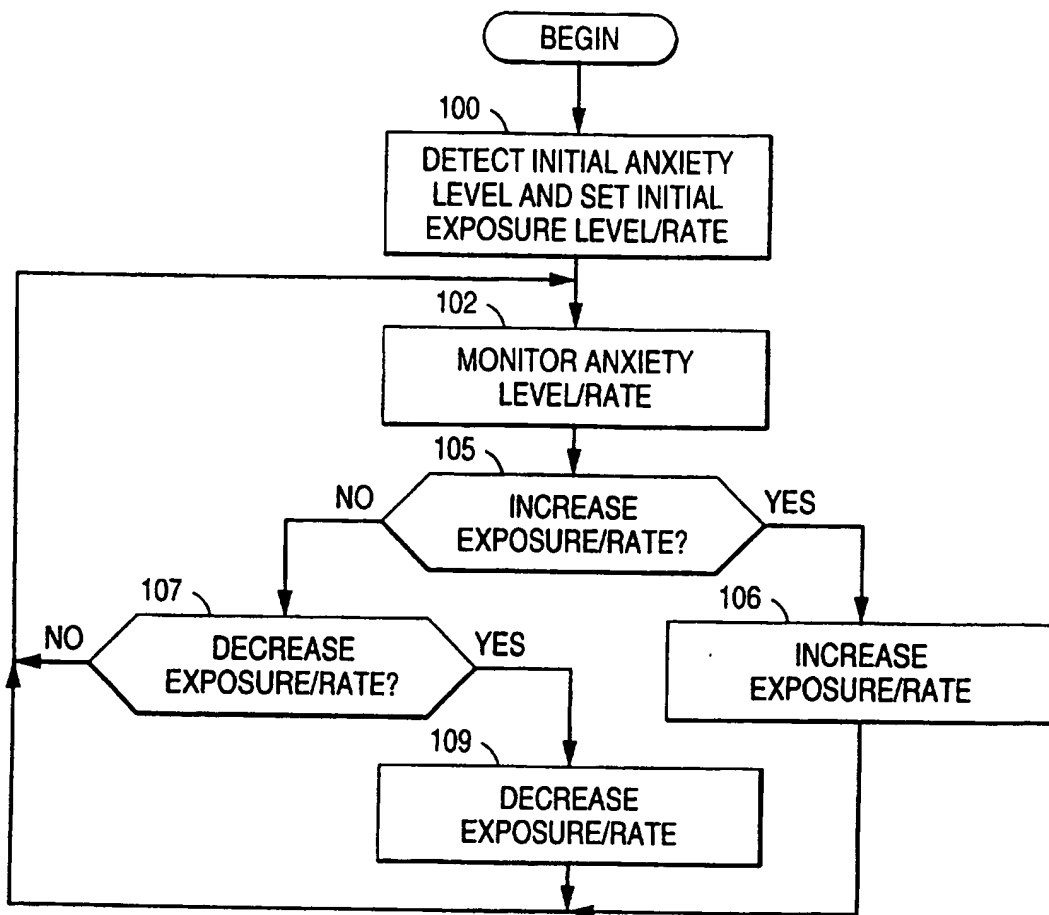 BEGIN
100
DETECT INITIAL ANXIETY
LEVEL AND SET INITIAL
EXPOSURE LEVEL/RATE
102
MONITOR ANXIETY
LEVEL/RATE
105
NO
INCREASE
EXPOSURE/RATE?
YES
107
NO
DECREASE
EXPOSURE/RATE?
YES
106
INCREASE
EXPOSURE/RATE
109
DECREASE
EXPOSURE/RATE